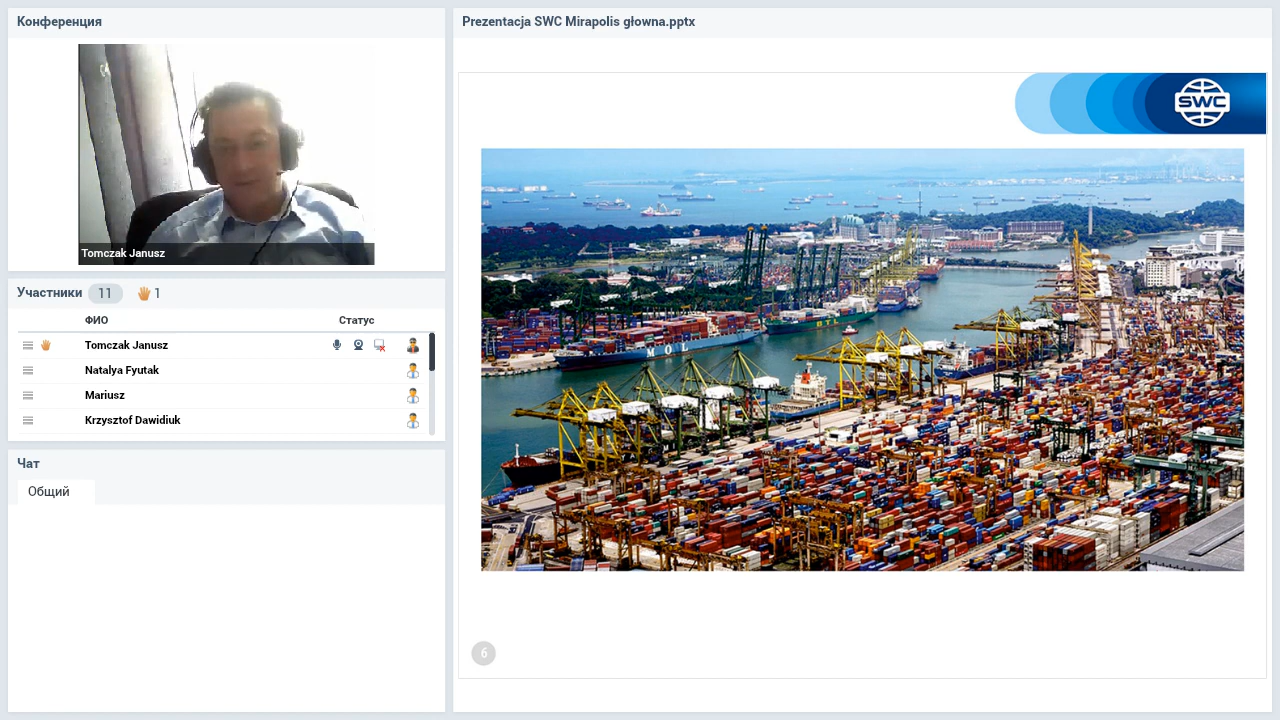 Конференция
Tomczak Janusz
Участники 11 1
ФИО Статус
Tomczak Janusz
Natalya Fyutak
Mariusz
Krzysztof Dawidiuk
Чат
Общий
Prezentacja SWC Mirapolis głowna.pptx
SWC
MOL
6